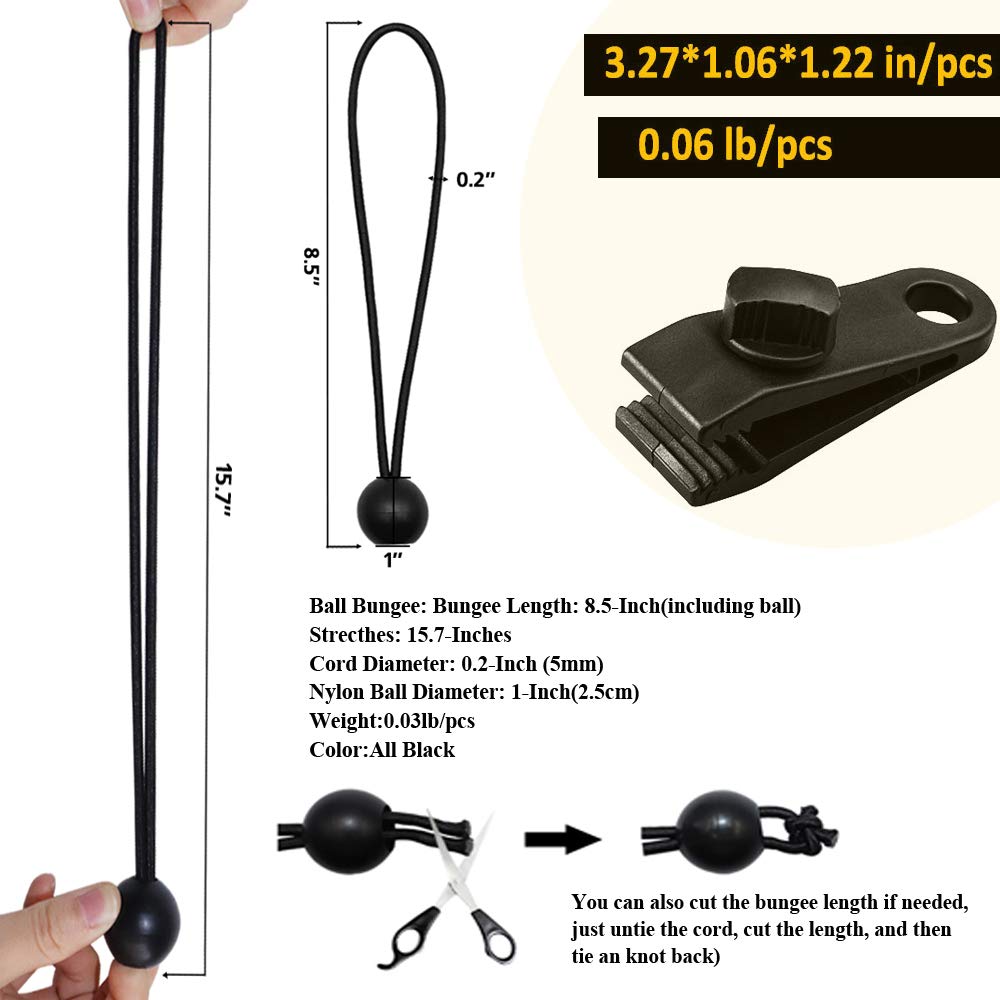 3.27*1.06*1.22 in/pcs
0.06 lb/pcs
0.2"
8.5"
15.7"
1"
Ball Bungee: Bungee Length: 8.5-Inch(including ball)
Strecthes: 15.7-Inches
Cord Diameter: 0.2-Inch (5mm)
Nylon Ball Diameter: 1-Inch(2.5cm)
Weight:0.03lb/pcs
Color:All Black
You can also cut the bungee length if needed,
just untie the cord, cut the length, and then
tie an knot back)